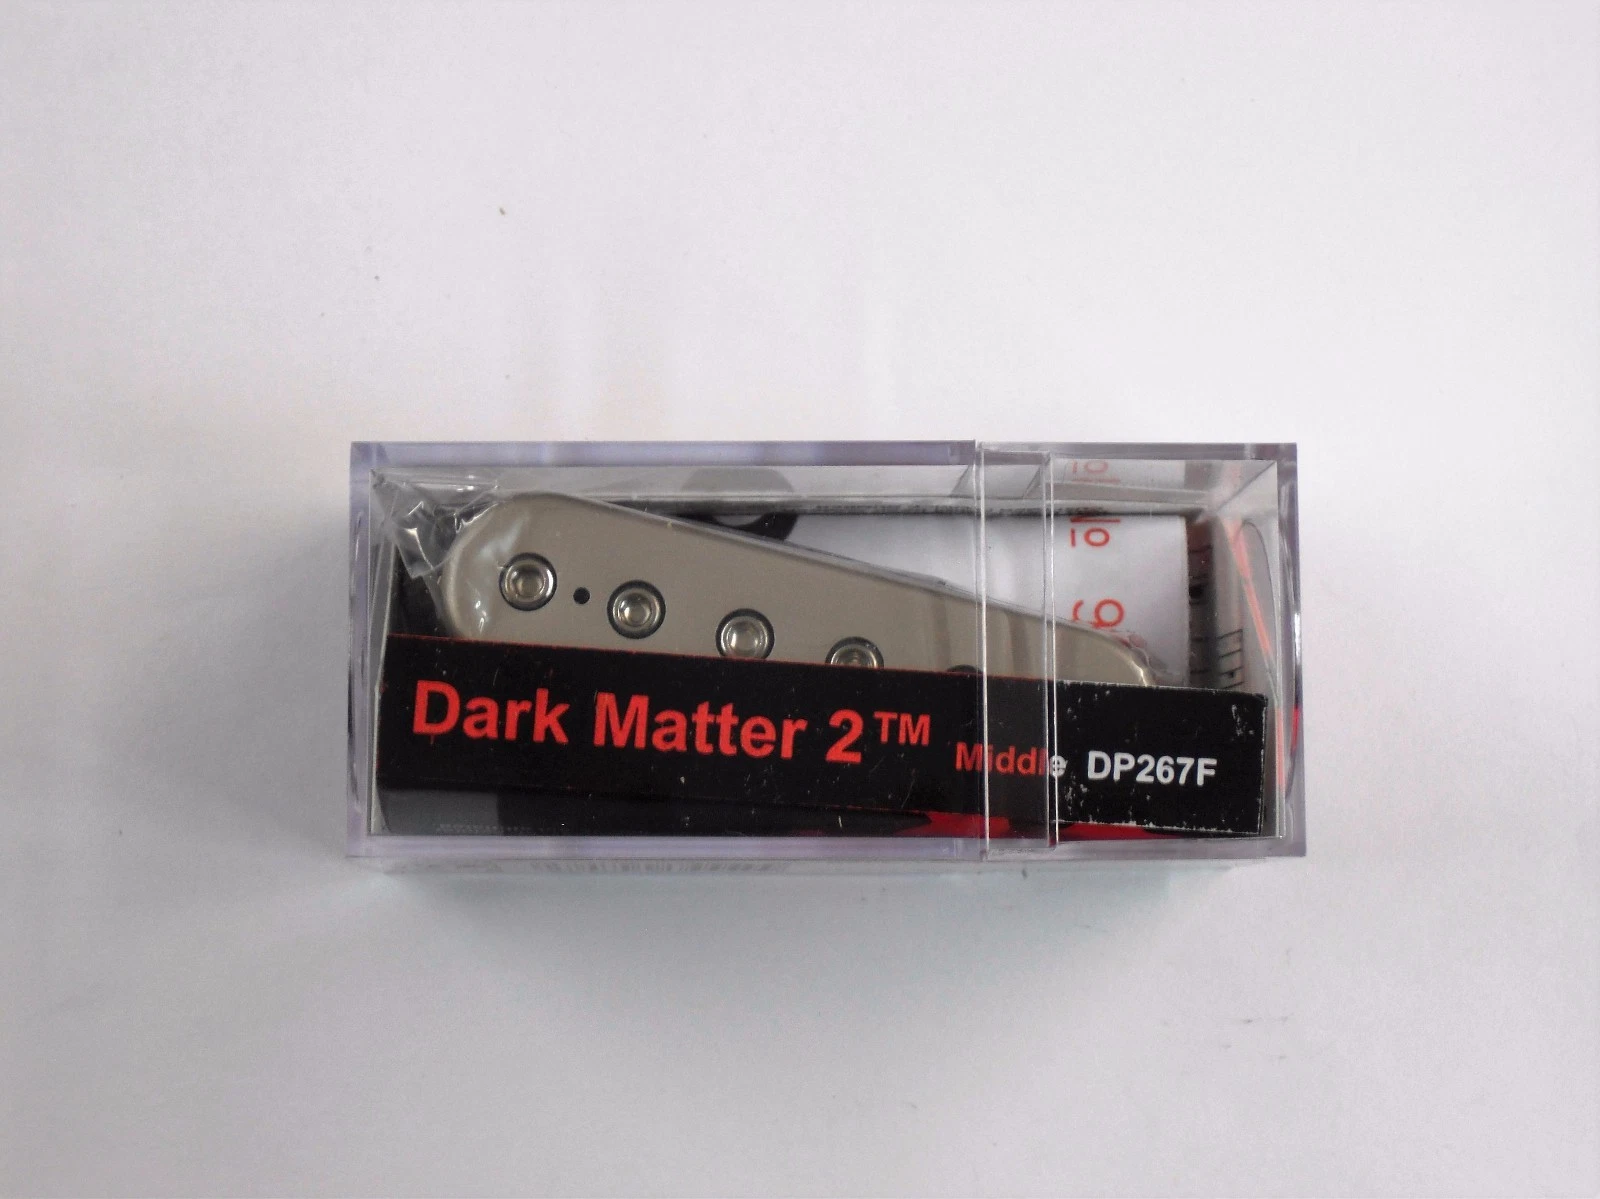 Dark Matter 2™ Middle DP267F